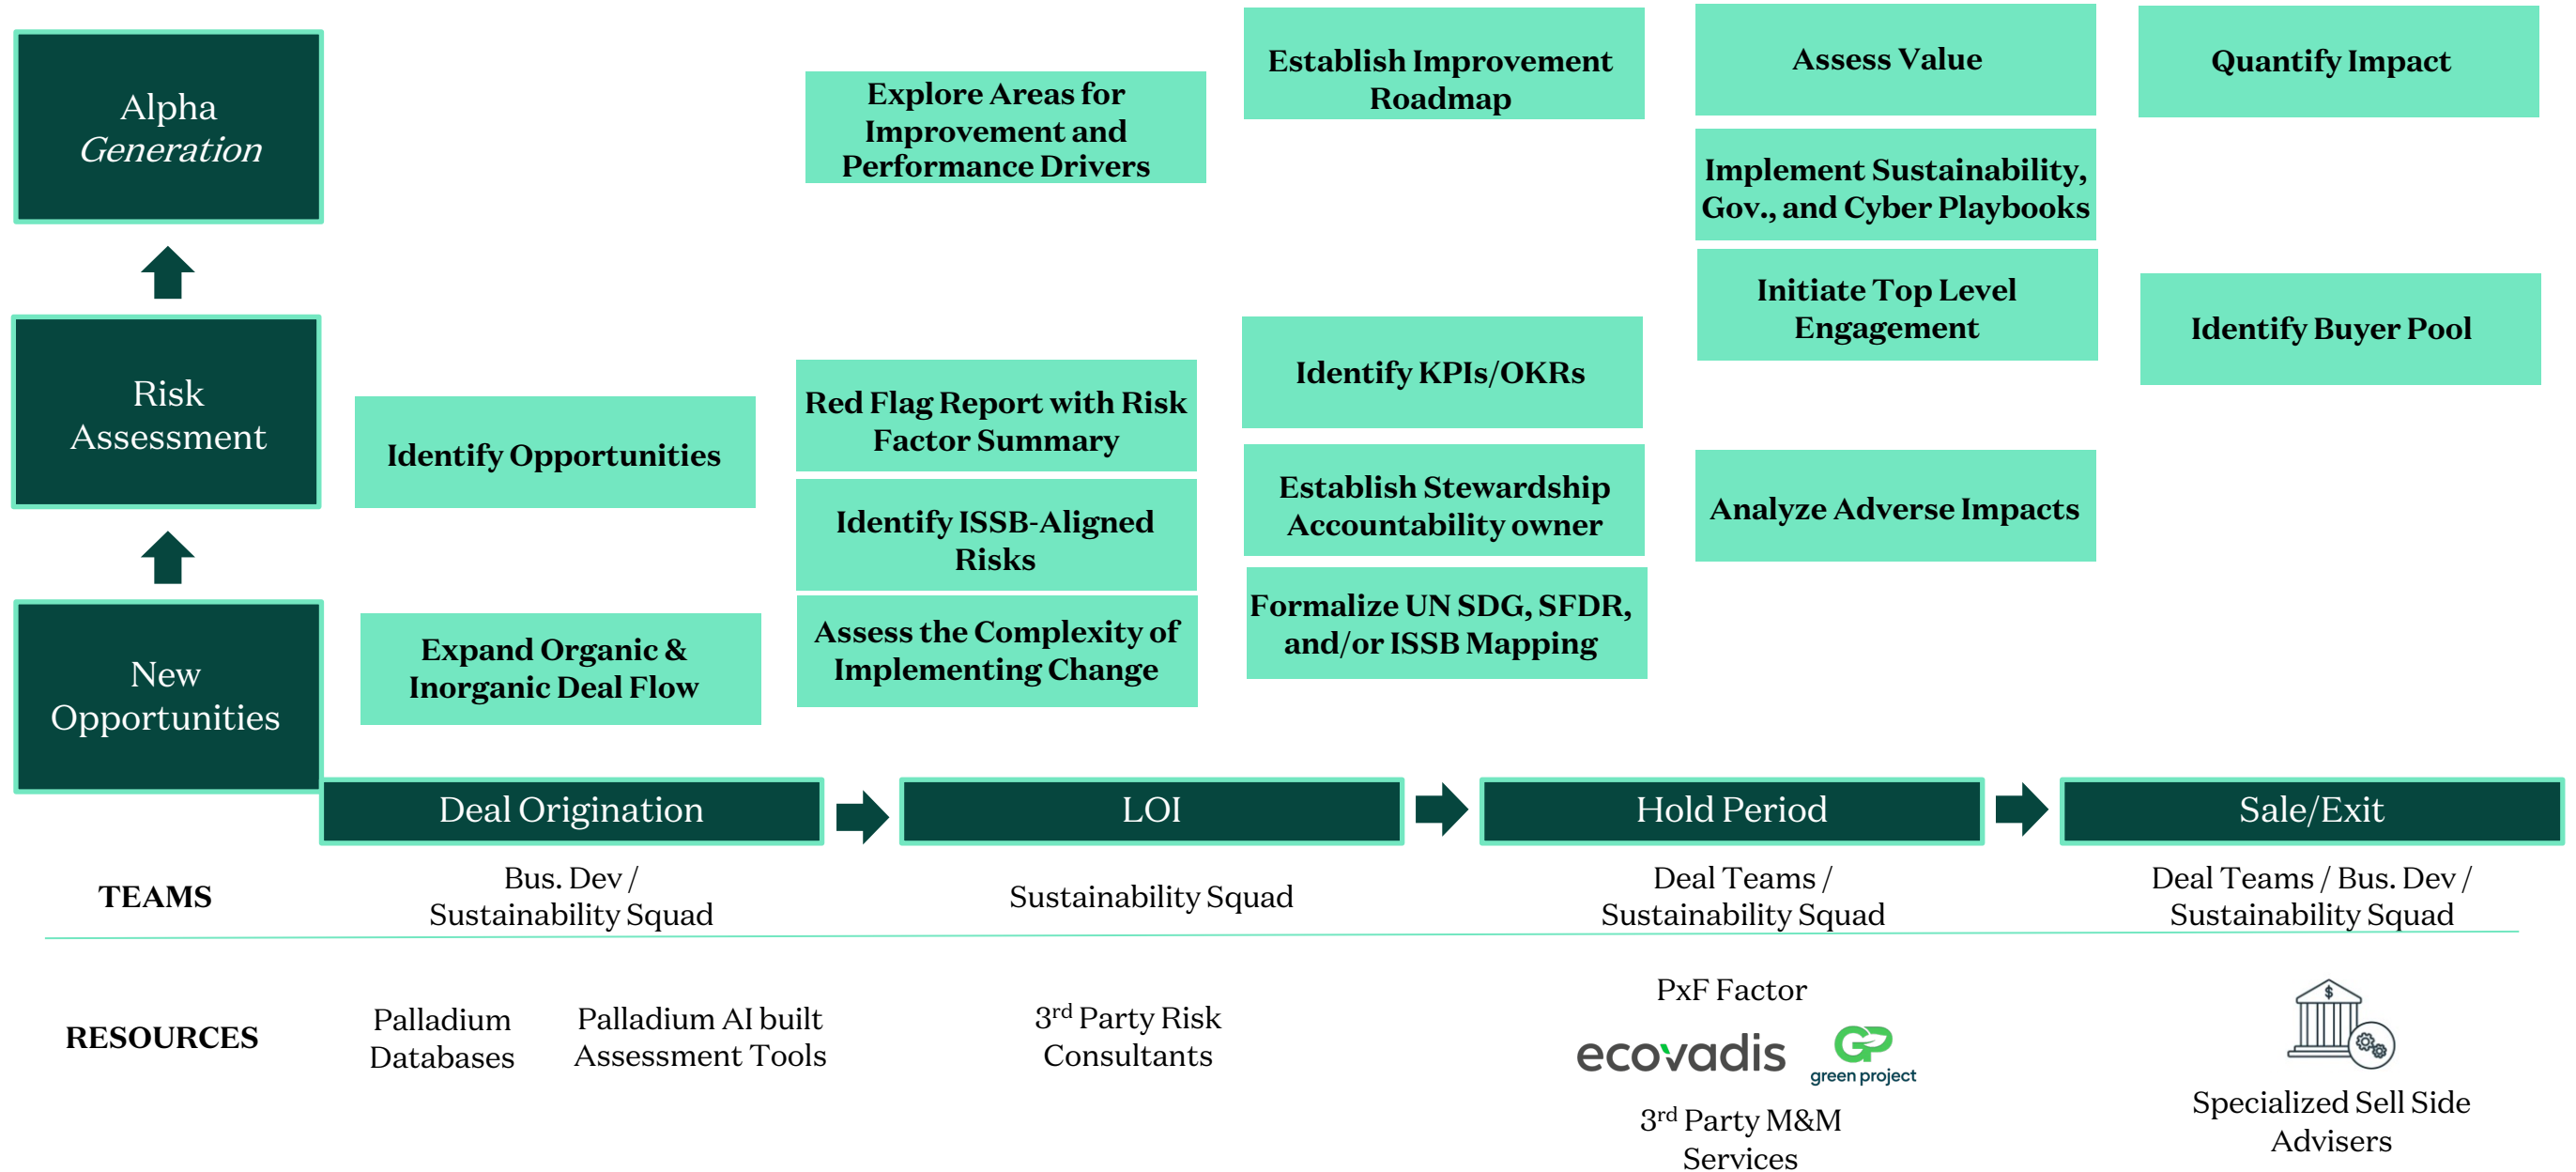 Alpha
Generation
Explore Areas for
Improvement and
Performance Drivers
Establish Improvement
Roadmap
Assess Value
Quantify Impact
Implement Sustainability,
Gov., and Cyber Playbooks
Risk
Assessment
Identify Opportunities
Red Flag Report with Risk
Factor Summary
Identify ISSB-Aligned
Risks
Identify KPIs/OKRs
Establish Stewardship
Accountability owner
Initiate Top Level
Engagement
Analyze Adverse Impacts
Identify Buyer Pool
New
Opportunities
Expand Organic &
Inorganic Deal Flow
Assess the Complexity of
Implementing Change
Formalize UN SDG, SFDR,
and/or ISSB Mapping
Deal Origination
LOI
Hold Period
Sale/Exit
TEAMS
Bus. Dev /
Sustainability Squad
Sustainability Squad
Deal Teams /
Sustainability Squad
Deal Teams / Bus. Dev /
Sustainability Squad
RESOURCES
Palladium
Databases
Palladium AI built
Assessment Tools
3rd Party Risk
Consultants
PxF Factor
ecovadis
GP
green project
3rd Party M&M
Services
$
Specialized Sell Side
Advisers